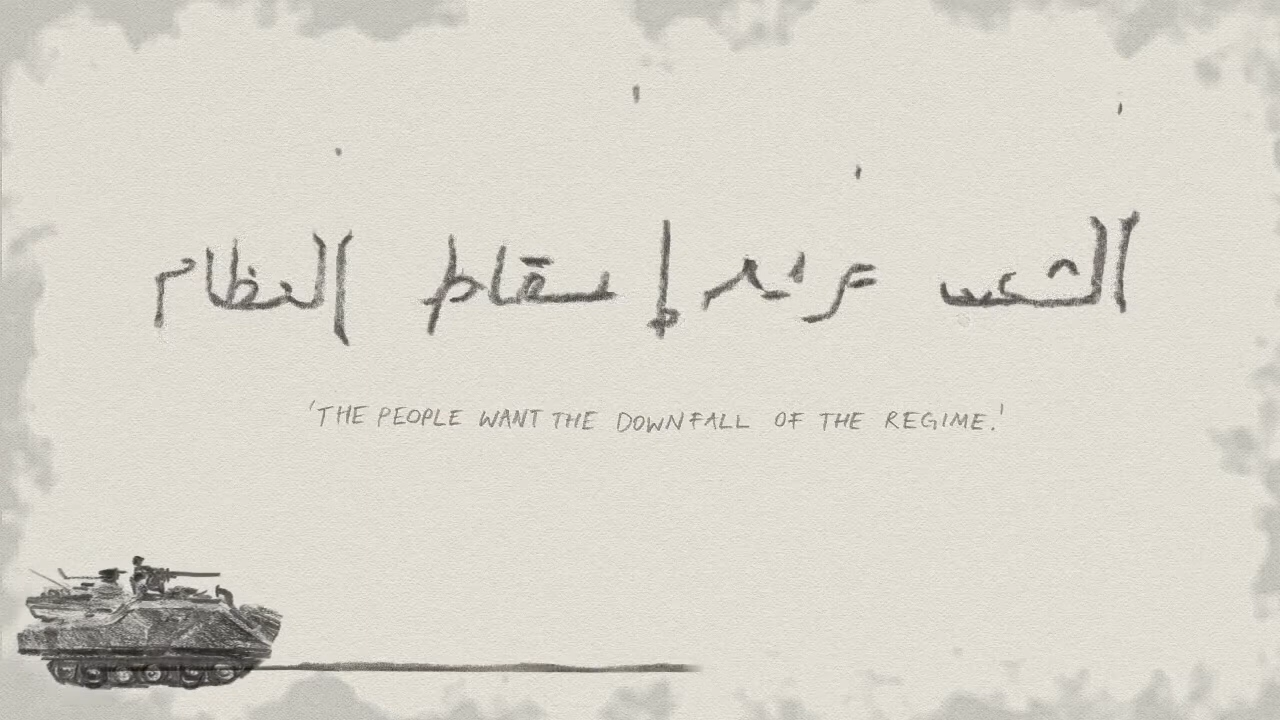 الشعب يريد إسقاط النظام
'THE PEOPLE WANT THE DOWNFALL OF THE REGIME.'